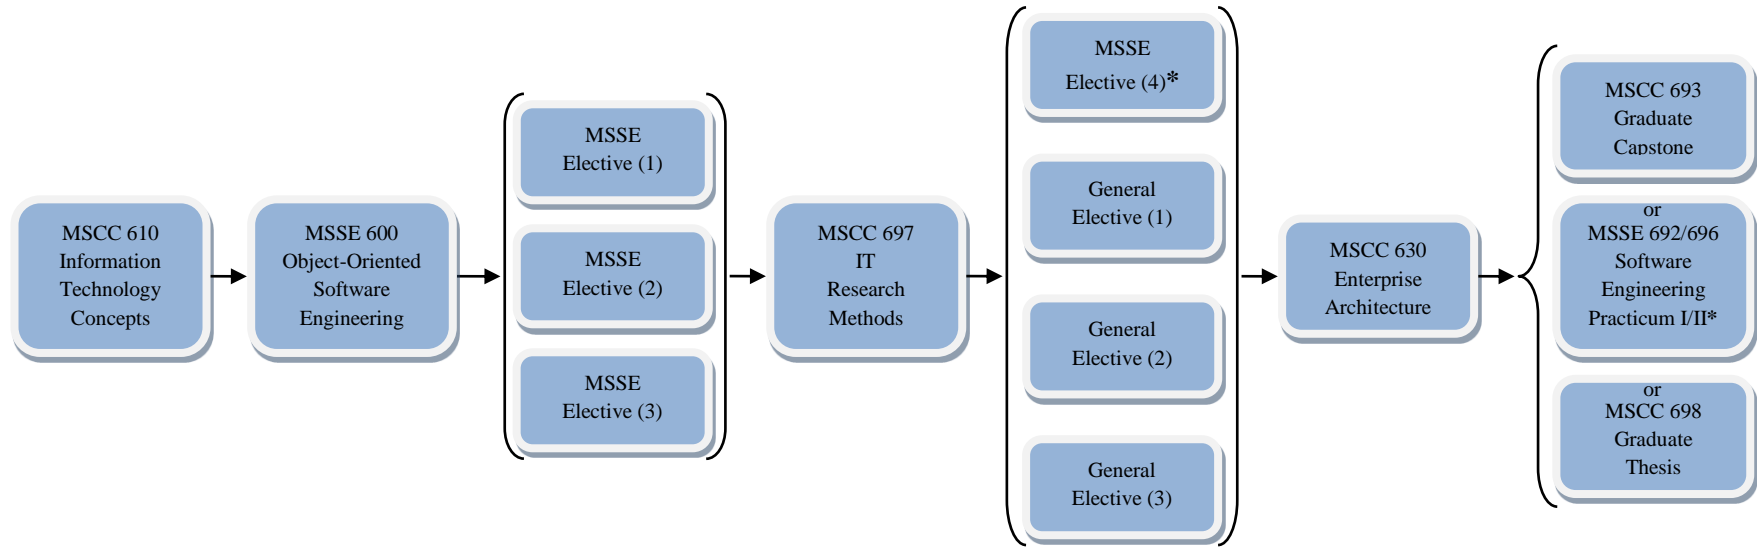 MSCC 610
Information
Technology
Concepts
MSSE 600
Object-Oriented
Software
Engineering
MSSE
Elective (1)
MSSE
Elective (2)
MSSE
Elective (3)
MSCC 697
IT
Research
Methods
MSSE
Elective (4)*
General
Elective (1)
General
Elective (2)
General
Elective (3)
MSCC 630
Enterprise
Architecture
MSCC 693
Graduate
Capstone
or
MSSE 692/696
Software
Engineering
Practicum I/II*
or
MSCC 698
Graduate
Thesis